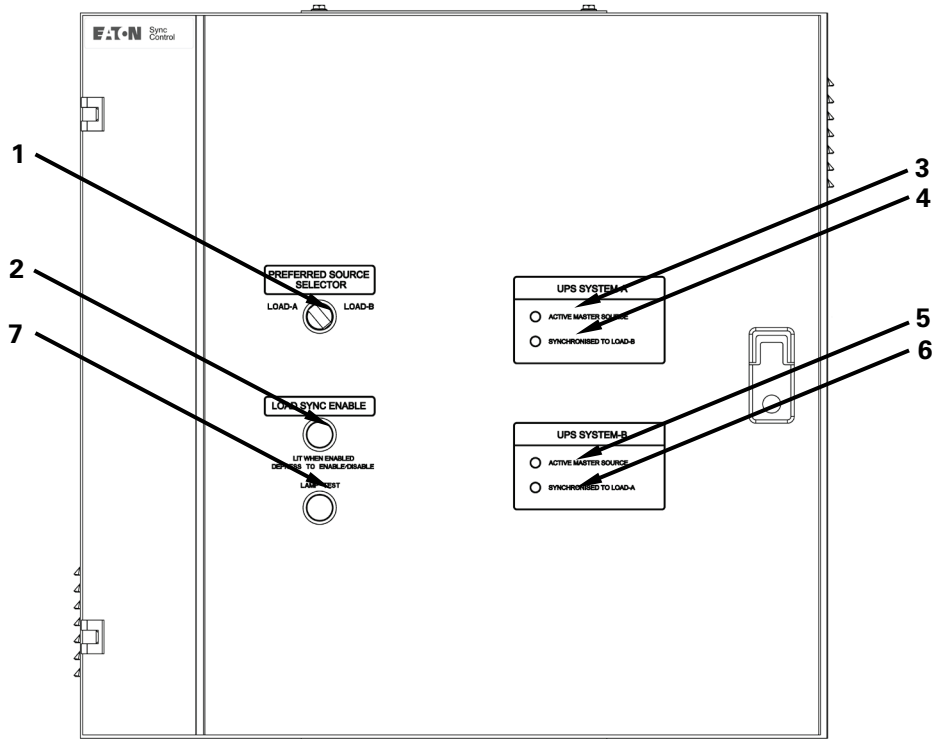 EATON Sync
Control
1
2
7
3
4
5
6
PREFERRED SOURCE
SELECTOR
LOAD-A LOAD-B
LOAD SYNC ENABLE
LIT WHEN ENABLED
DEPRESS TO ENABLE/DISABLE
LAMP TEST
UPS SYSTEM-A
ACTIVE MASTER SOURCE
SYNCHRONISED TO LOAD-B
UPS SYSTEM-B
ACTIVE MASTER SOURCE
SYNCHRONISED TO LOAD-A